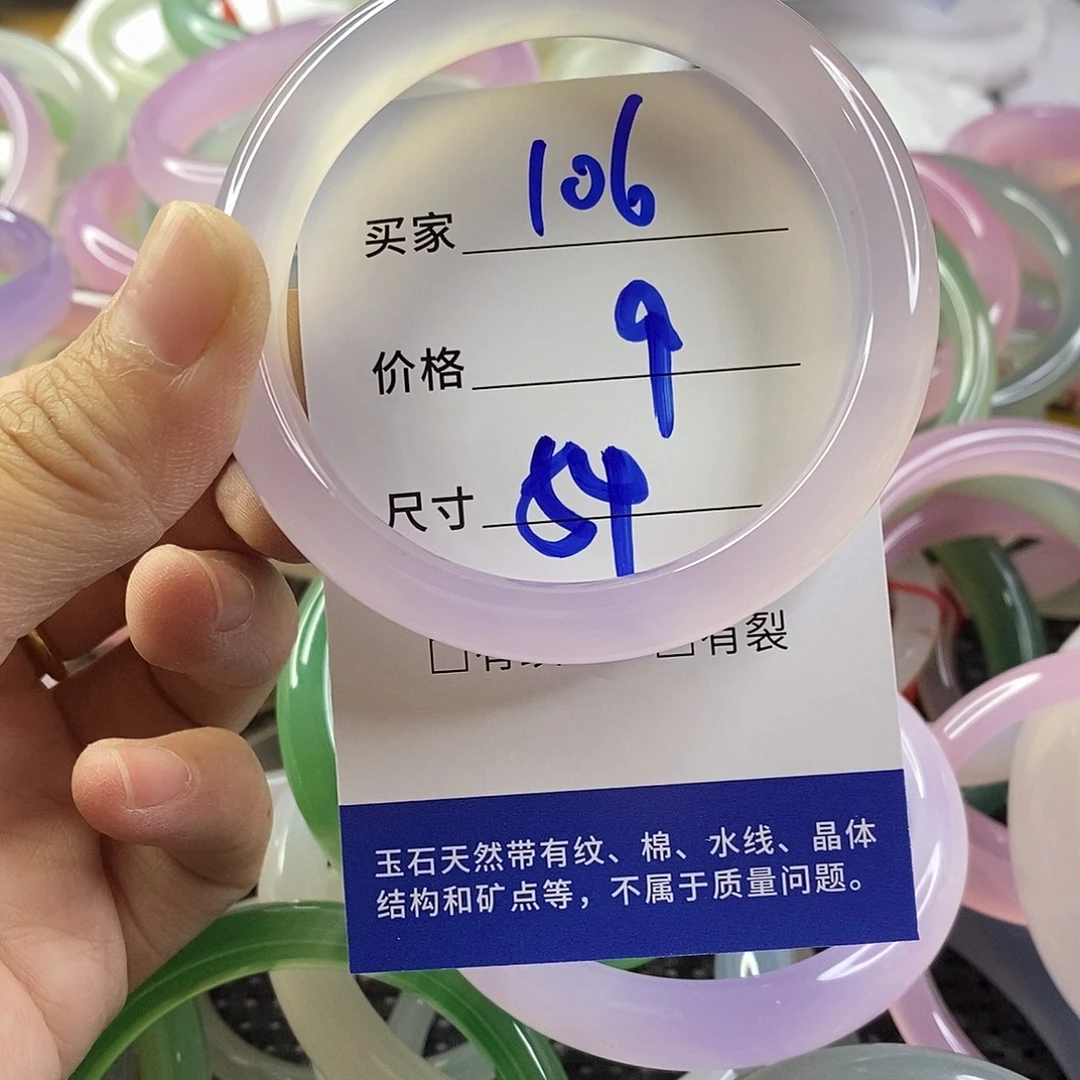 买家 106
价格 9
尺寸 54
□有 □有裂
玉石天然带有纹、棉、水线、晶体
结构和矿点等，不属于质量问题。